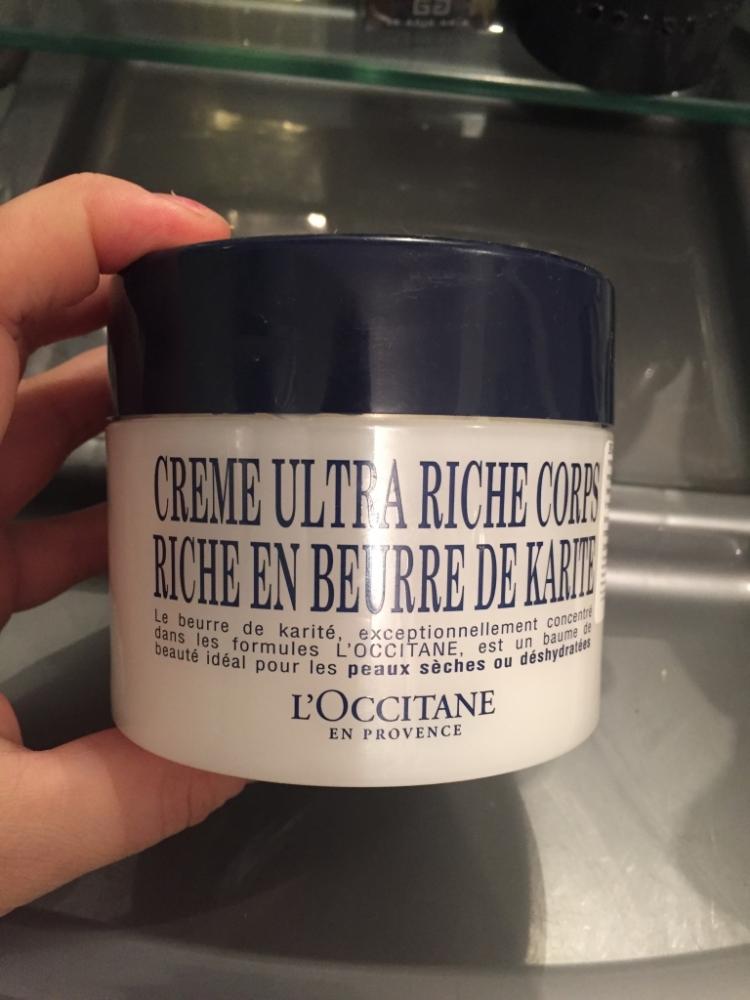 CREME ULTRA RICHE CORPS
RICHE EN BEURRE DE KARITE
Le beurre de karité, exceptionnellement concentré
dans les formules L'OCCITANE, est un baume de
beauté idéal pour les peaux sèches ou déshydratées
L'OCCITANE
EN PROVENCE